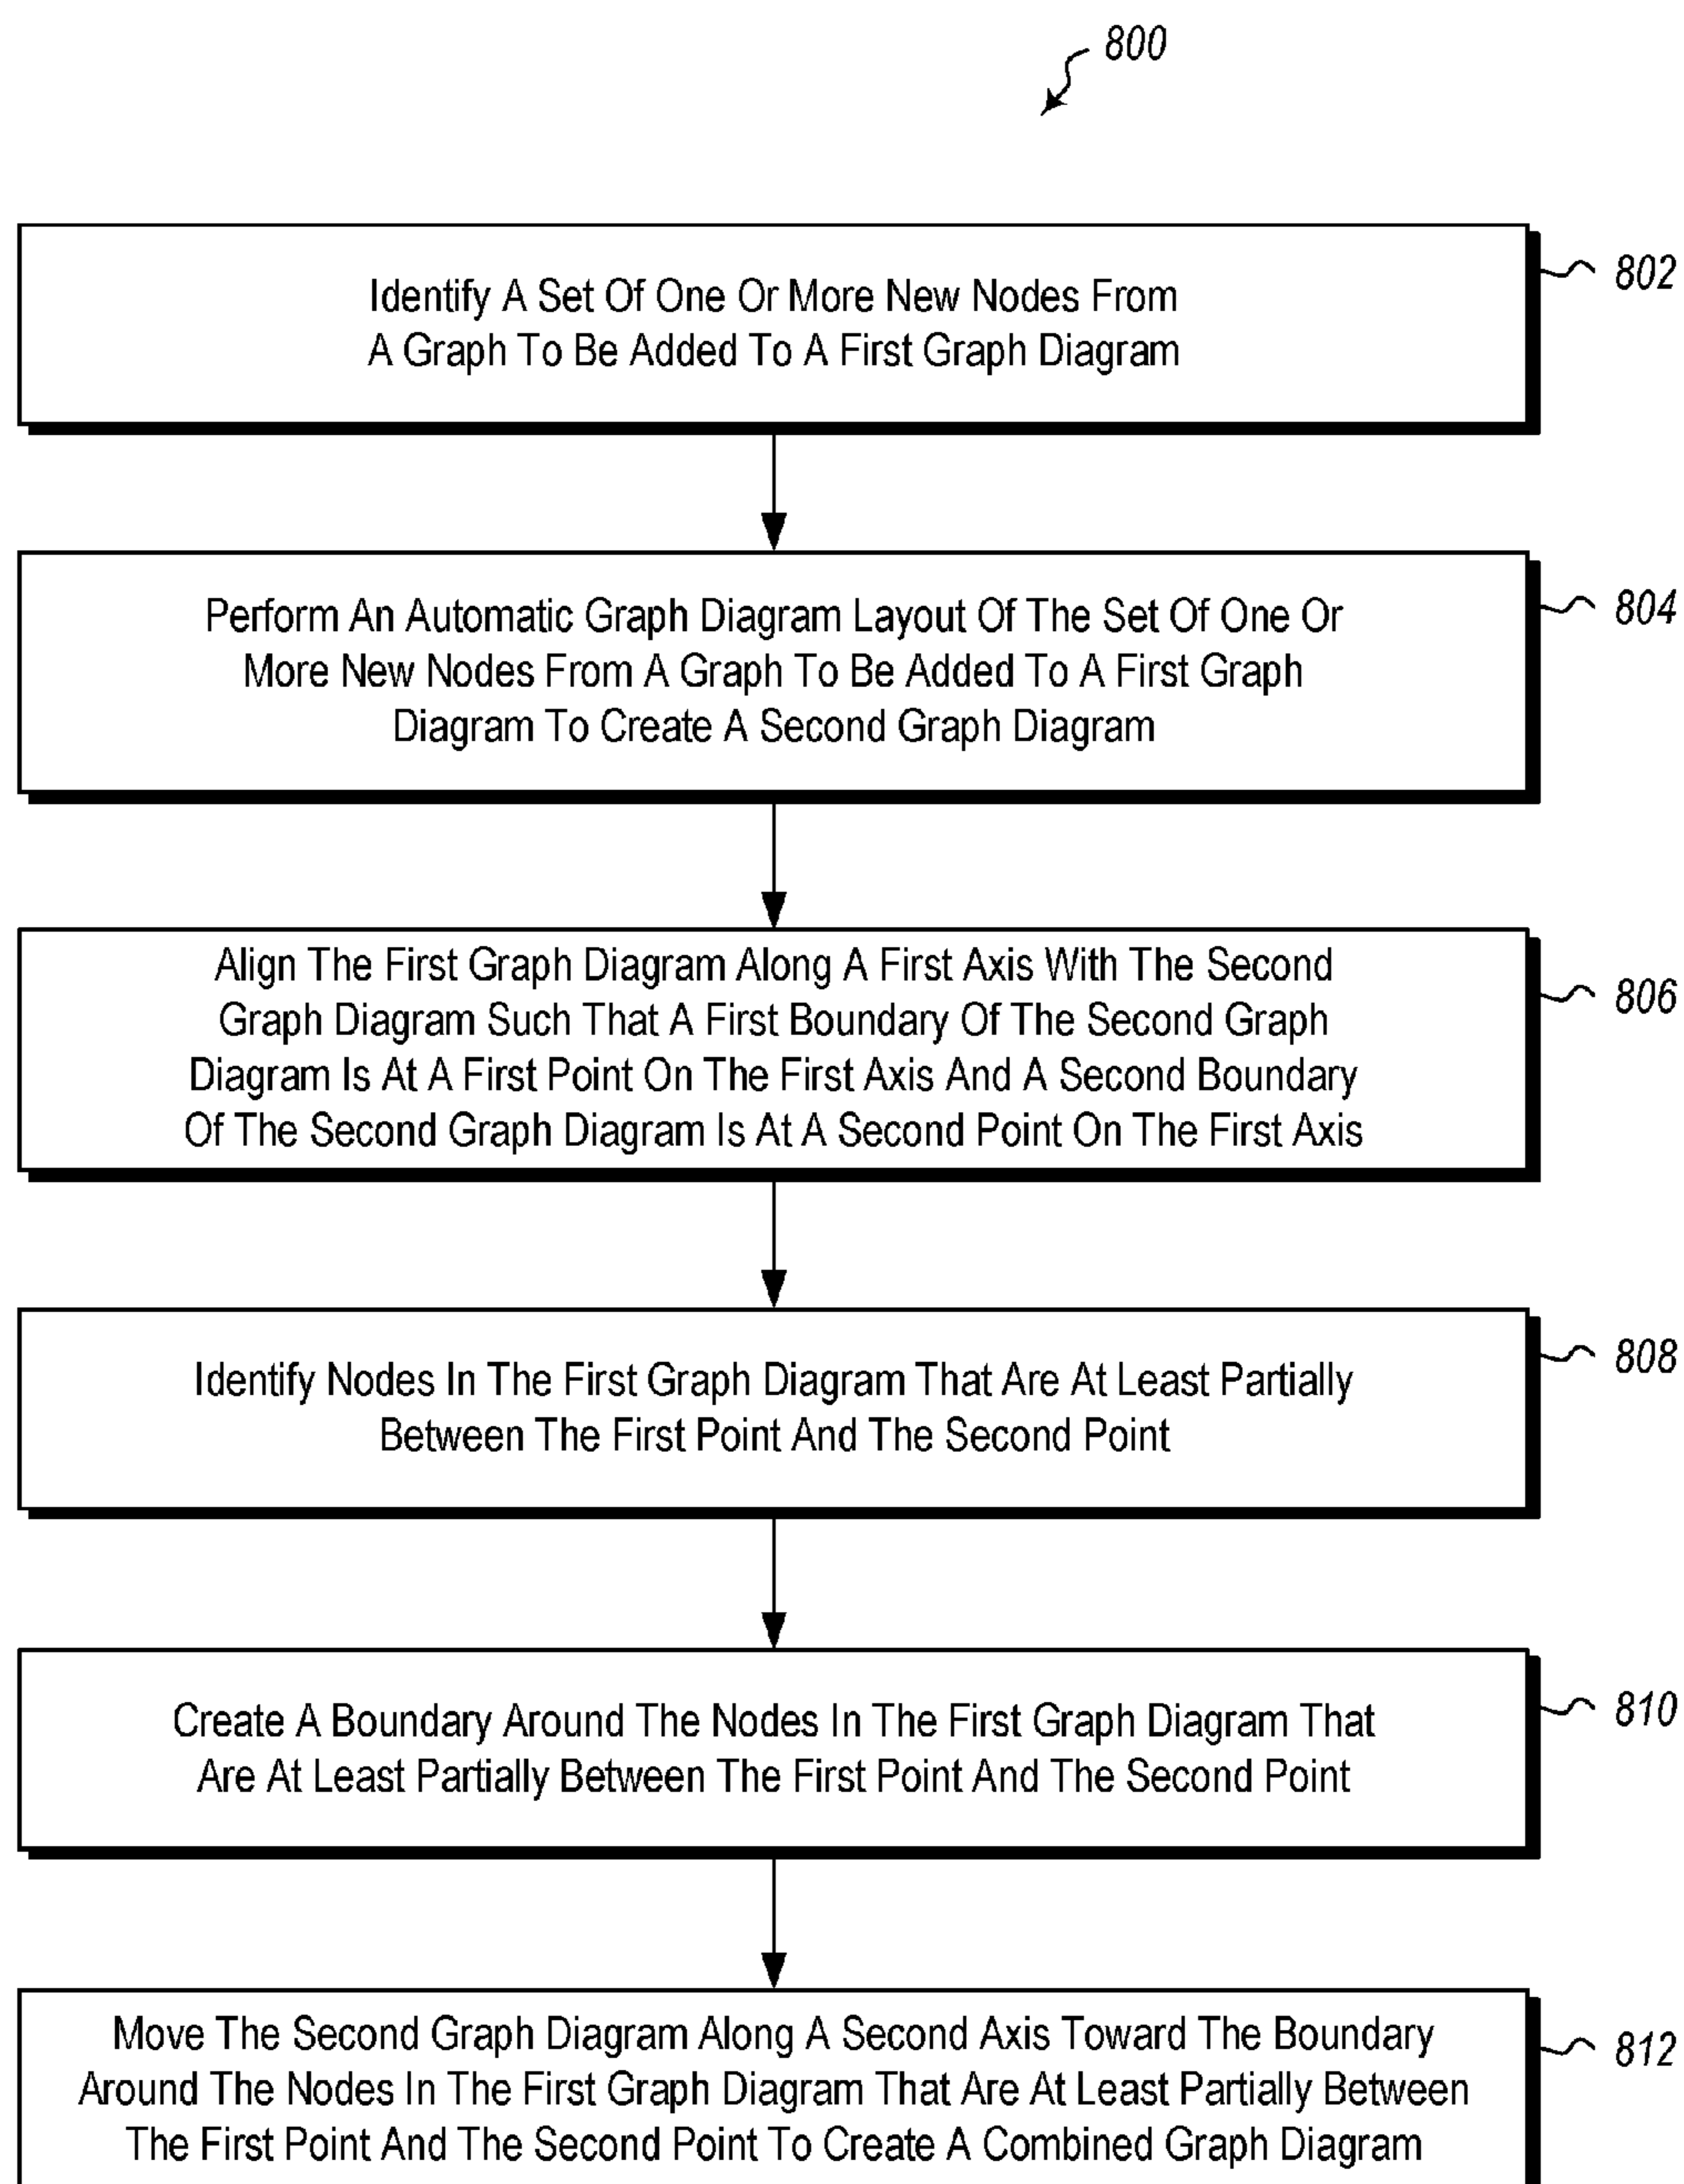 800
Identify A Set Of One Or More New Nodes From
A Graph To Be Added To A First Graph Diagram
802
Perform An Automatic Graph Diagram Layout Of The Set Of One Or
More New Nodes From A Graph To Be Added To A First Graph
Diagram To Create A Second Graph Diagram
804
Align The First Graph Diagram Along A First Axis With The Second
Graph Diagram Such That A First Boundary Of The Second Graph
Diagram Is At A First Point On The First Axis And A Second Boundary
Of The Second Graph Diagram Is At A Second Point On The First Axis
806
Identify Nodes In The First Graph Diagram That Are At Least Partially
Between The First Point And The Second Point
808
Create A Boundary Around The Nodes In The First Graph Diagram That
Are At Least Partially Between The First Point And The Second Point
810
Move The Second Graph Diagram Along A Second Axis Toward The Boundary
Around The Nodes In The First Graph Diagram That Are At Least Partially Between
The First Point And The Second Point To Create A Combined Graph Diagram
812